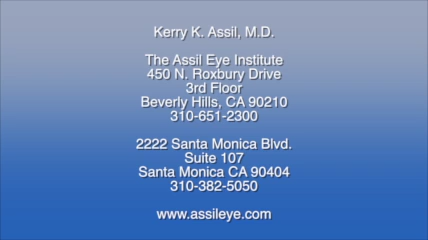 Kerry K. Assil, M.D.
The Assil Eye Institute
450 N. Roxbury Drive
3rd Floor
Beverly Hills, CA 90210
310-651-2300
2222 Santa Monica Blvd.
Suite 107
Santa Monica CA 90404
310-382-5050
www.assileye.com